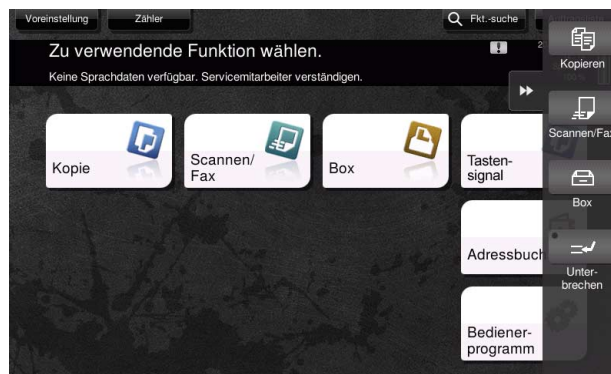 Voreinstellung
Zähler
Fkt.-suche
Zu verwendende Funktion wählen.
Keine Sprachdaten verfügbar. Servicemitarbeiter verständigen.
Kopie
Scannen/
Fax
Box
Tasten-
signal
Adressbuch
Bediener-
programm
Kopieren
Scannen/Fax
Box
Unter-
brechen